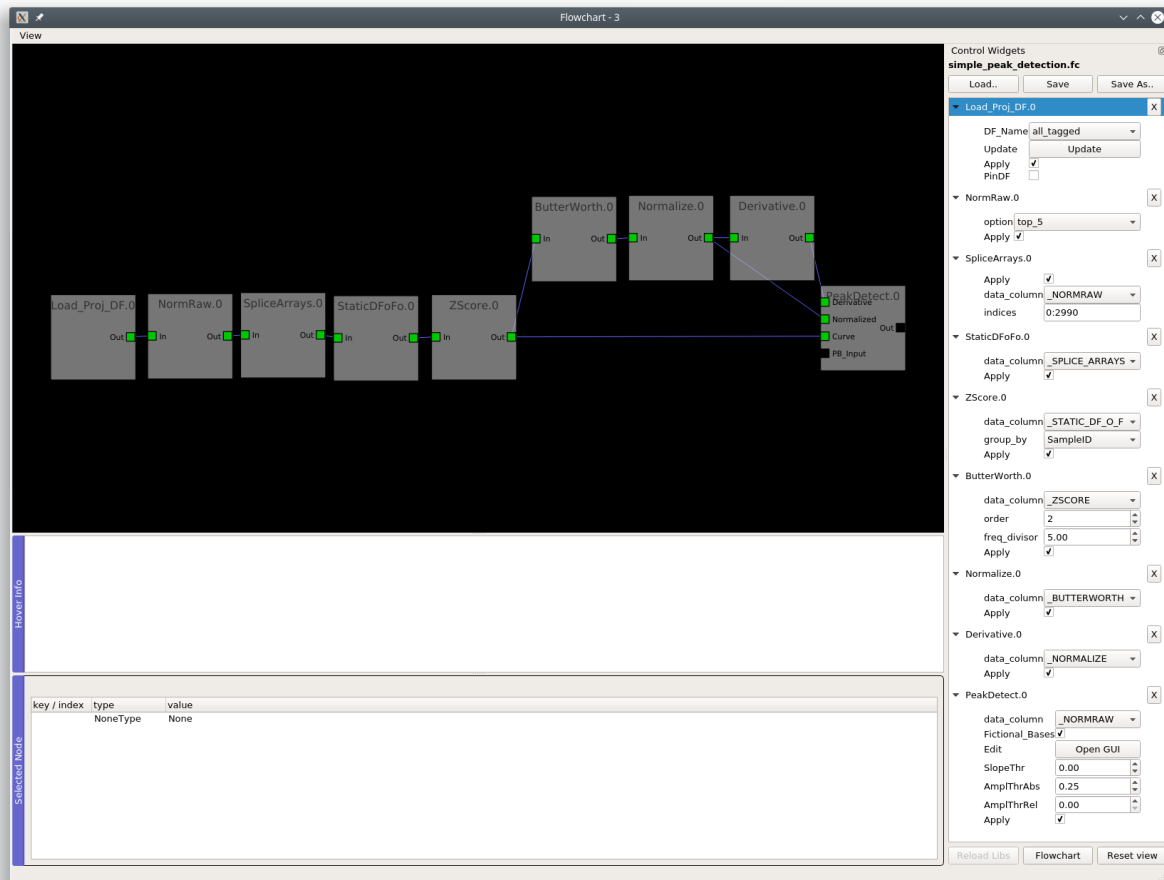 Flowchart - 3
View
ButterWorth.0
In
Out
Normalize.0
In
Out
Derivative.0
In
Out
Load_Proj_DF.0
Out
NormRaw.0
In
Out
SpliceArrays.0
In
Out
StaticDFoFo.0
In
Out
ZScore.0
In
Out
PeakDetect.0
Derivative
Normalized
Curve
PB_Input
Out
Hover Info
Selected Node
key / index type value
NoneType None
Control Widgets
simple_peak_detection.fc
Load.. Save Save As..
Load_Proj_DF.0 X
DF_Name all_tagged
Update Update
Apply
PinDF
NormRaw.0 X
option top_5
Apply
SpliceArrays.0 X
Apply
data_column _NORMRAW
indices 0:2990
StaticDFoFo.0 X
data_column _SPLICE_ARRAYS
Apply
ZScore.0 X
data_column _STATIC_DF_O_F
group_by SampleID
Apply
ButterWorth.0 X
data_column _ZSCORE
order 2
freq_divisor 5.00
Apply
Normalize.0 X
data_column _BUTTERWORTH
Apply
Derivative.0 X
data_column _NORMALIZE
Apply
PeakDetect.0 X
data_column _NORMRAW
Fictional_Bases
Edit Open GUI
SlopeThr 0.00
AmplThrAbs 0.25
AmplThrRel 0.00
Apply
Reload Libs Flowchart Reset view